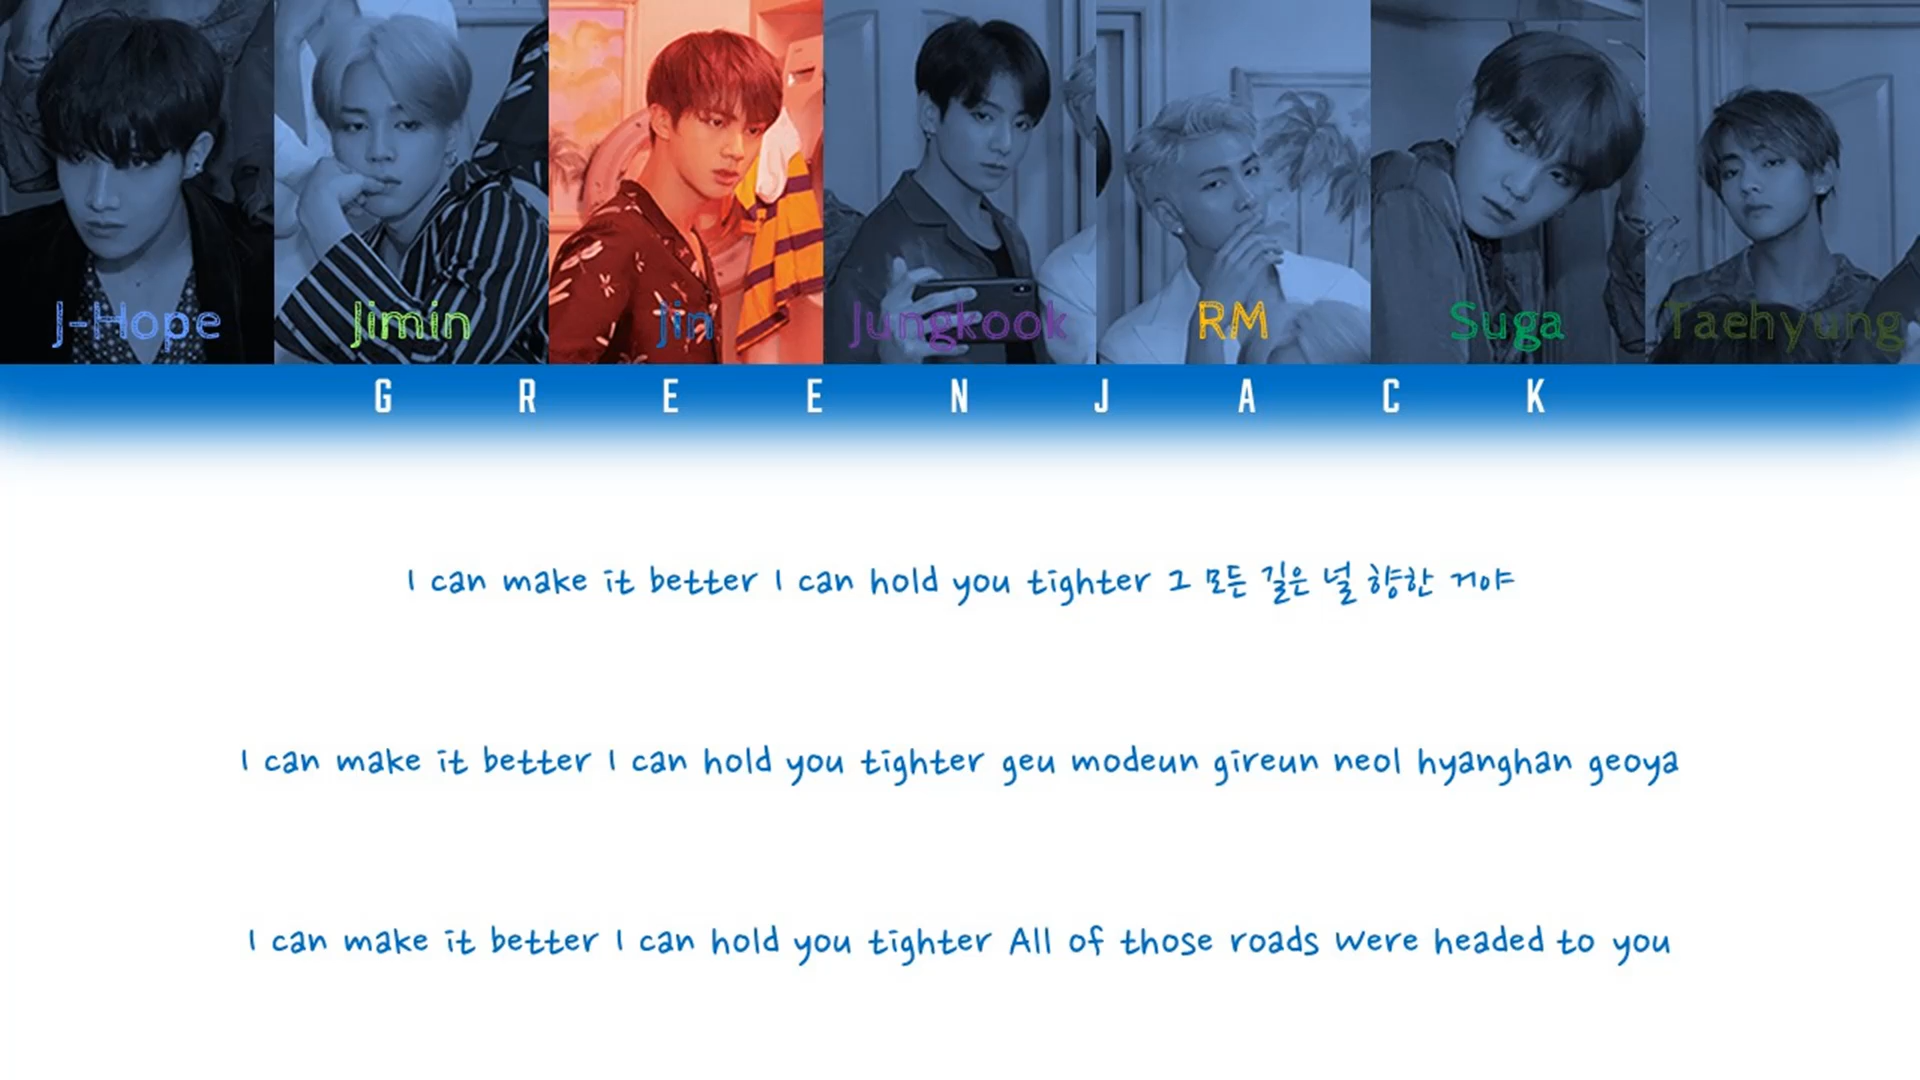 J-Hope Jimin Jin Jungkook RM Suga Taehyung
GREENJACK
I can make it better I can hold you tighter 그 모든 길은 널 향한 거야
I can make it better I can hold you tighter geu modeun gireun neol hyanghan geoya
I can make it better I can hold you tighter All of those roads were headed to you